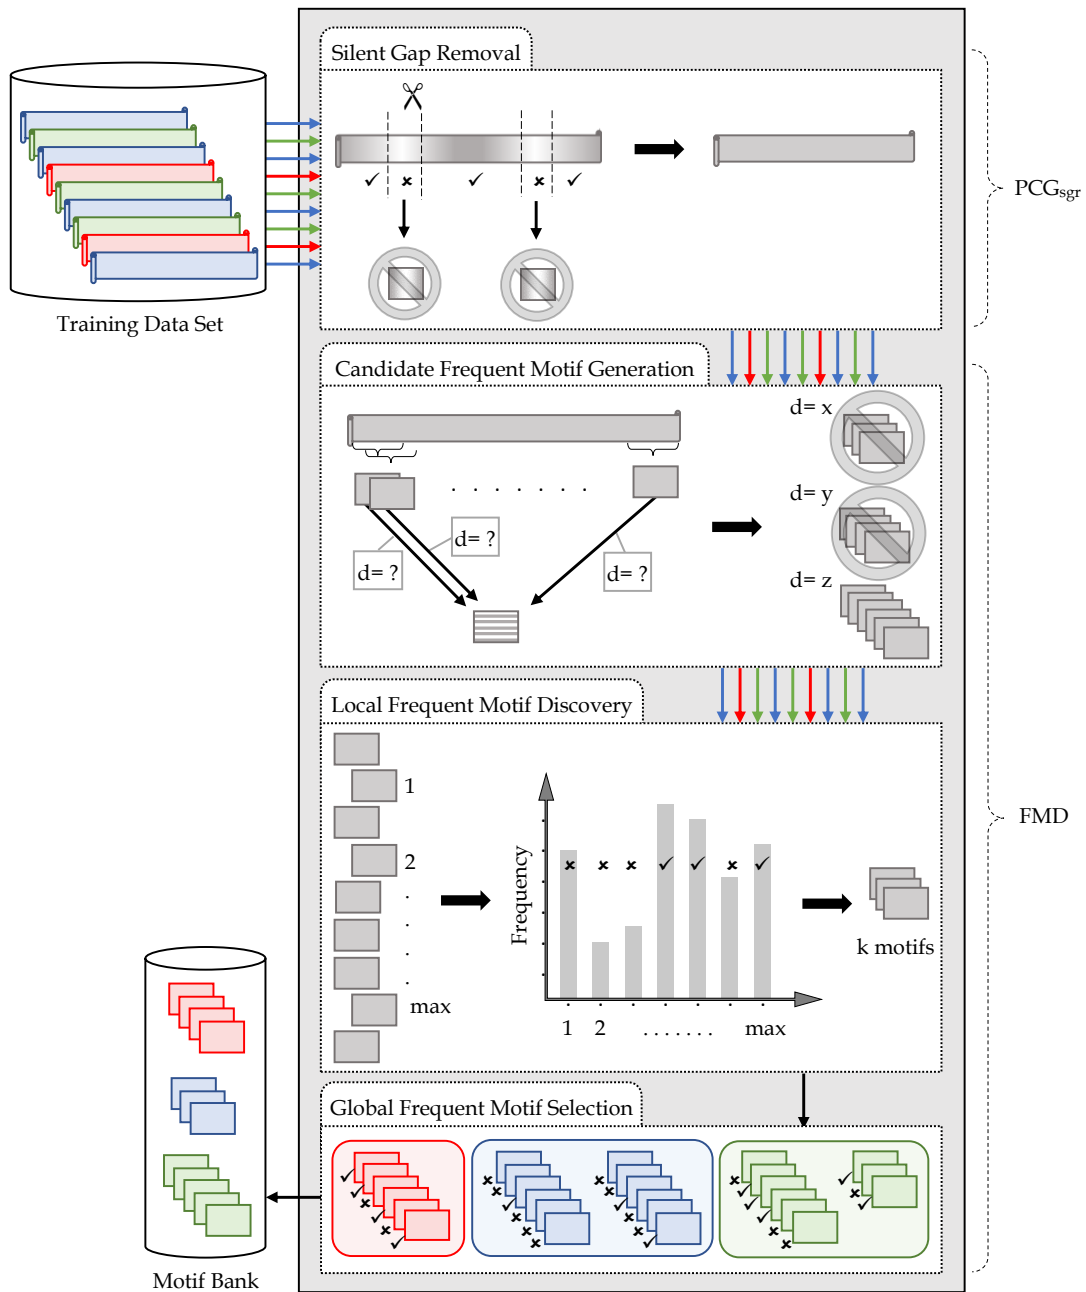 Silent Gap Removal
Training Data Set
PCGsgr
Candidate Frequent Motif Generation
d= x
d= y
d= ?
d= ?
d= ?
d= z
. . . . . . .
Local Frequent Motif Discovery
1
2
.
.
.
max
Frequency
1 2 . . . . . . . max
k motifs
FMD
Global Frequent Motif Selection
Motif Bank